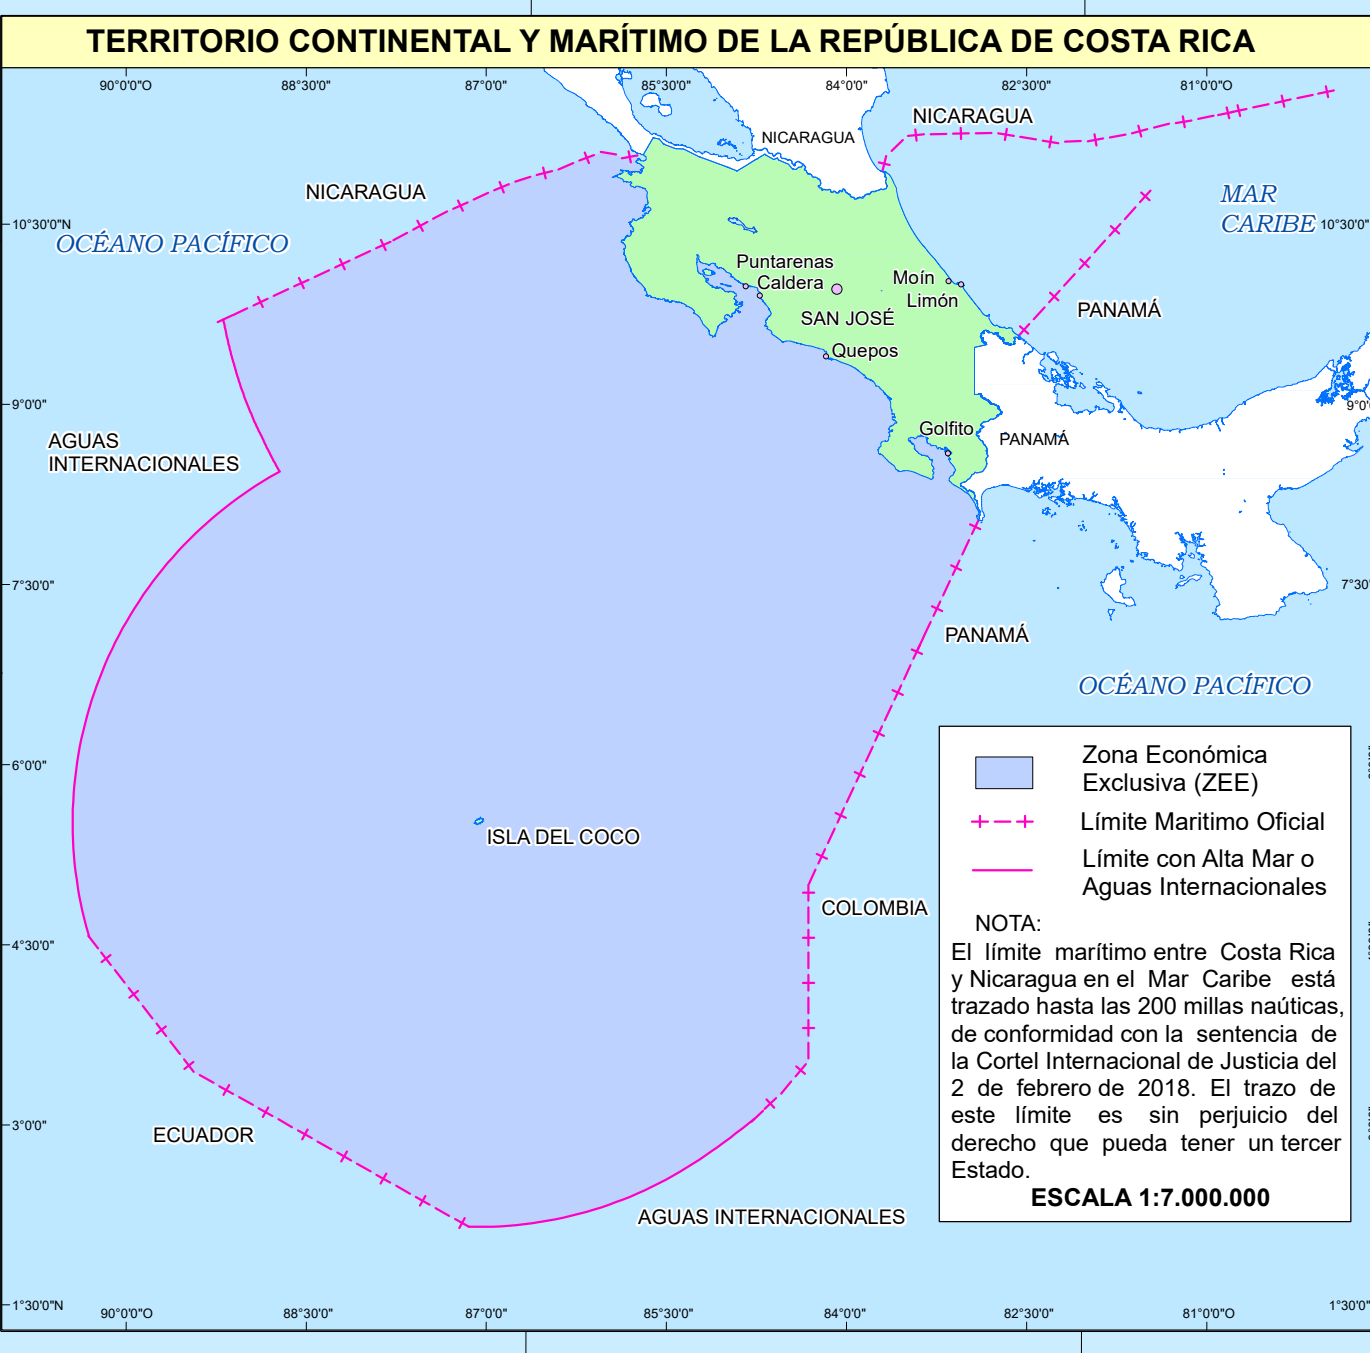 TERRITORIO CONTINENTAL Y MARÍTIMO DE LA REPÚBLICA DE COSTA RICA
90°0'0"O
88°30'0"
87°0'0"
85°30'0"
84°0'0"
82°30'0"
81°0'0"O
NICARAGUA
NICARAGUA
NICARAGUA
MAR
CARIBE
10°30'0"N
10°30'0"
OCÉANO PACÍFICO
Puntarenas
Caldera
Moín
Limón
SAN JOSÉ
PANAMÁ
Quepos
9°0'0"
9°0'
Golfito
PANAMÁ
AGUAS
INTERNACIONALES
7°30'0"
7°30'
PANAMÁ
OCÉANO PACÍFICO
6°0'0"
ISLA DEL COCO
COLOMBIA
4°30'0"
3°0'0"
ECUADOR
AGUAS INTERNACIONALES
Zona Económica
Exclusiva (ZEE)
Límite Maritimo Oficial
Límite con Alta Mar o
Aguas Internacionales
NOTA:
El límite marítimo entre Costa Rica
y Nicaragua en el Mar Caribe está
trazado hasta las 200 millas naúticas,
de conformidad con la sentencia de
la Cortel Internacional de Justicia del
2 de febrero de 2018. El trazo de
este límite es sin perjuicio del
derecho que pueda tener un tercer
Estado.
ESCALA 1:7.000.000
1°30'0"N
1°30'0"
90°0'0"O
88°30'0"
87°0'0"
85°30'0"
84°0'0"
82°30'0"
81°0'0"O